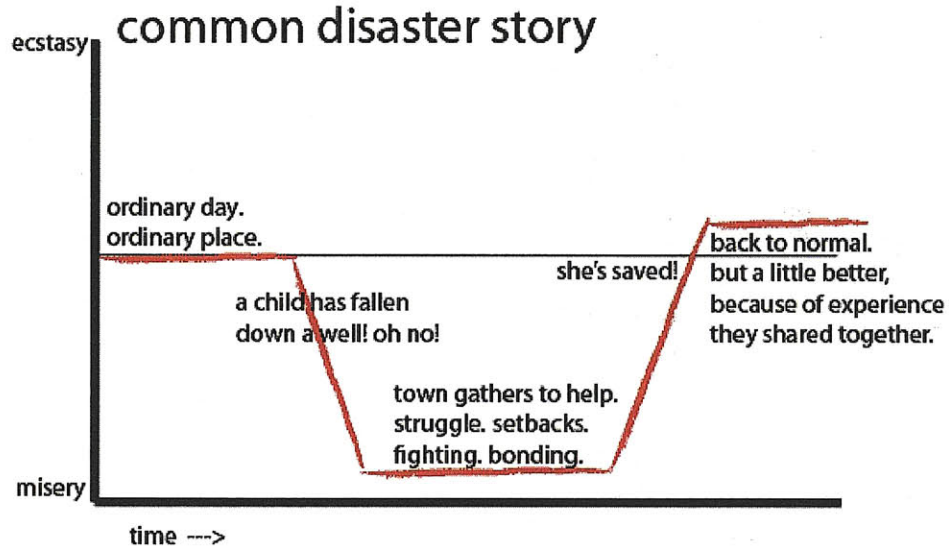 common disaster story
ecstasy
ordinary day.
ordinary place.
a child has fallen
down a well! oh no!
town gathers to help.
struggle. setbacks.
fighting. bonding.
she's saved!
back to normal.
but a little better,
because of experience
they shared together.
misery
time --->